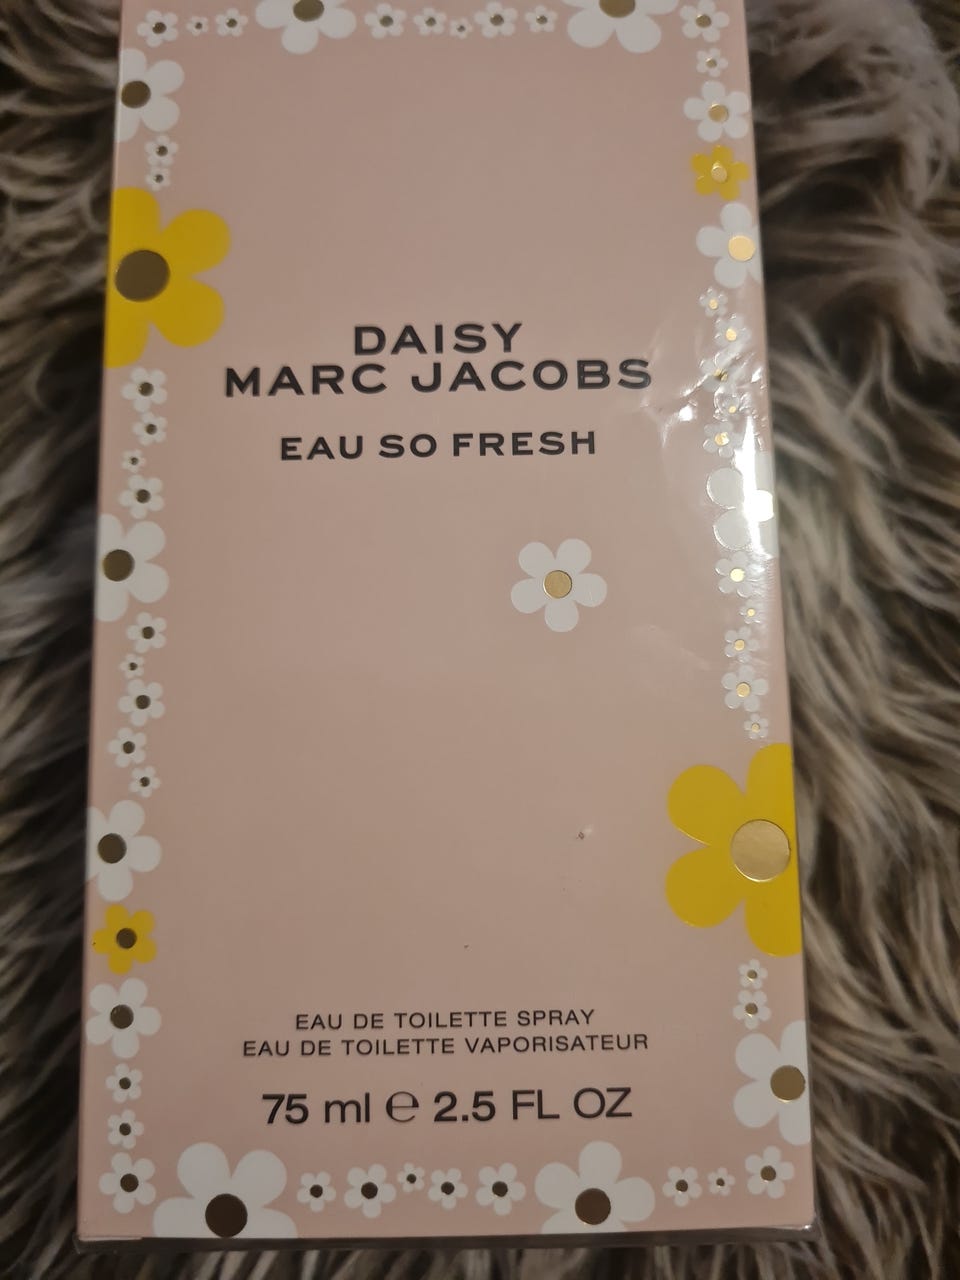 DAISY
MARC JACOBS
EAU SO FRESH
EAU DE TOILETTE SPRAY
EAU DE TOILETTE VAPORISATEUR
75 ml ℮ 2.5 FL OZ